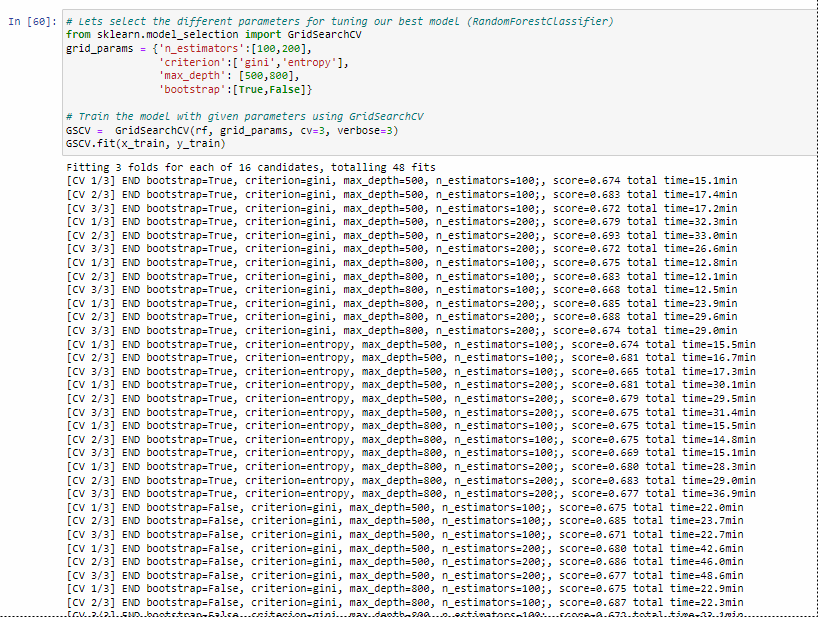 In [60]: # Lets select the different parameters for tuning our best model (RandomForestClassifier)
from sklearn.model_selection import GridSearchCV
grid_params = {'n_estimators':[100,200],
'criterion':['gini','entropy'],
'max_depth': [500,800],
'bootstrap':[True,False]}
# Train the model with given parameters using GridSearchCV
GSCV =  GridSearchCV(rf, grid_params, cv=3, verbose=3)
GSCV.fit(x_train, y_train)
Fitting 3 folds for each of 16 candidates, totalling 48 fits
[CV 1/3] END bootstrap=True, criterion=gini, max_depth=500, n_estimators=100;, score=0.674 total time=15.1min
[CV 2/3] END bootstrap=True, criterion=gini, max_depth=500, n_estimators=100;, score=0.683 total time=17.4min
[CV 3/3] END bootstrap=True, criterion=gini, max_depth=500, n_estimators=100;, score=0.672 total time=17.2min
[CV 1/3] END bootstrap=True, criterion=gini, max_depth=500, n_estimators=200;, score=0.679 total time=32.3min
[CV 2/3] END bootstrap=True, criterion=gini, max_depth=500, n_estimators=200;, score=0.693 total time=33.0min
[CV 3/3] END bootstrap=True, criterion=gini, max_depth=500, n_estimators=200;, score=0.672 total time=26.6min
[CV 1/3] END bootstrap=True, criterion=gini, max_depth=800, n_estimators=100;, score=0.675 total time=12.8min
[CV 2/3] END bootstrap=True, criterion=gini, max_depth=800, n_estimators=100;, score=0.683 total time=12.1min
[CV 3/3] END bootstrap=True, criterion=gini, max_depth=800, n_estimators=100;, score=0.668 total time=12.5min
[CV 1/3] END bootstrap=True, criterion=gini, max_depth=800, n_estimators=200;, score=0.685 total time=23.9min
[CV 2/3] END bootstrap=True, criterion=gini, max_depth=800, n_estimators=200;, score=0.688 total time=29.6min
[CV 3/3] END bootstrap=True, criterion=gini, max_depth=800, n_estimators=200;, score=0.674 total time=29.0min
[CV 1/3] END bootstrap=True, criterion=entropy, max_depth=500, n_estimators=100;, score=0.674 total time=15.5min
[CV 2/3] END bootstrap=True, criterion=entropy, max_depth=500, n_estimators=100;, score=0.681 total time=16.7min
[CV 3/3] END bootstrap=True, criterion=entropy, max_depth=500, n_estimators=100;, score=0.665 total time=17.3min
[CV 1/3] END bootstrap=True, criterion=entropy, max_depth=500, n_estimators=200;, score=0.681 total time=30.1min
[CV 2/3] END bootstrap=True, criterion=entropy, max_depth=500, n_estimators=200;, score=0.679 total time=29.5min
[CV 3/3] END bootstrap=True, criterion=entropy, max_depth=500, n_estimators=200;, score=0.675 total time=31.4min
[CV 1/3] END bootstrap=True, criterion=entropy, max_depth=800, n_estimators=100;, score=0.675 total time=15.5min
[CV 2/3] END bootstrap=True, criterion=entropy, max_depth=800, n_estimators=100;, score=0.675 total time=14.8min
[CV 3/3] END bootstrap=True, criterion=entropy, max_depth=800, n_estimators=100;, score=0.669 total time=15.1min
[CV 1/3] END bootstrap=True, criterion=entropy, max_depth=800, n_estimators=200;, score=0.680 total time=28.3min
[CV 2/3] END bootstrap=True, criterion=entropy, max_depth=800, n_estimators=200;, score=0.683 total time=29.0min
[CV 3/3] END bootstrap=True, criterion=entropy, max_depth=800, n_estimators=200;, score=0.677 total time=36.9min
[CV 1/3] END bootstrap=False, criterion=gini, max_depth=500, n_estimators=100;, score=0.675 total time=22.0min
[CV 2/3] END bootstrap=False, criterion=gini, max_depth=500, n_estimators=100;, score=0.685 total time=23.7min
[CV 3/3] END bootstrap=False, criterion=gini, max_depth=500, n_estimators=100;, score=0.671 total time=22.7min
[CV 1/3] END bootstrap=False, criterion=gini, max_depth=500, n_estimators=200;, score=0.680 total time=42.6min
[CV 2/3] END bootstrap=False, criterion=gini, max_depth=500, n_estimators=200;, score=0.686 total time=46.0min
[CV 3/3] END bootstrap=False, criterion=gini, max_depth=500, n_estimators=200;, score=0.677 total time=48.6min
[CV 1/3] END bootstrap=False, criterion=gini, max_depth=800, n_estimators=100;, score=0.675 total time=22.9min
[CV 2/3] END bootstrap=False, criterion=gini, max_depth=800, n_estimators=100;, score=0.687 total time=22.3min